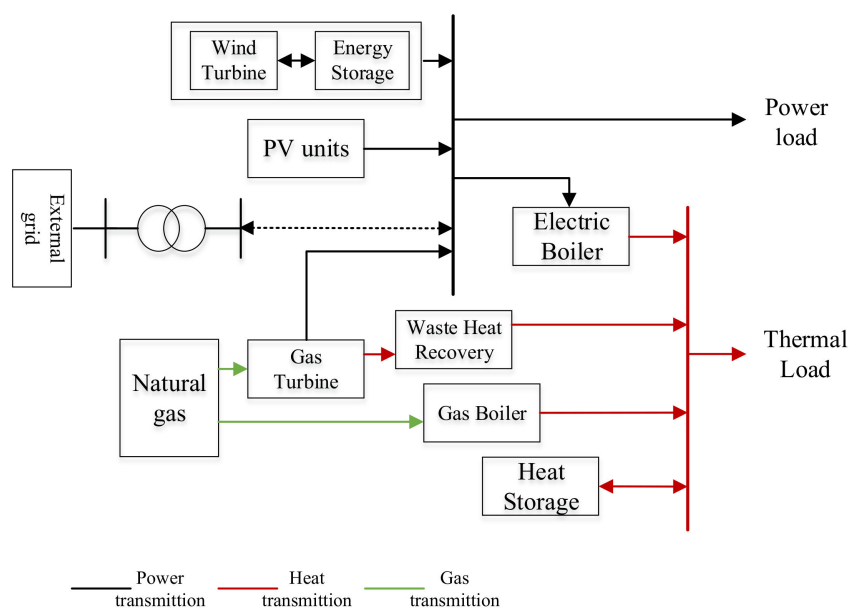 Wind
Turbine
Energy
Storage
Power
load
PV units
External
grid
Electric
Boiler
Waste Heat
Recovery
Thermal
Load
Gas
Turbine
Natural
gas
Gas Boiler
Heat
Storage
Power
transmittion
Heat
transmittion
Gas
transmittion